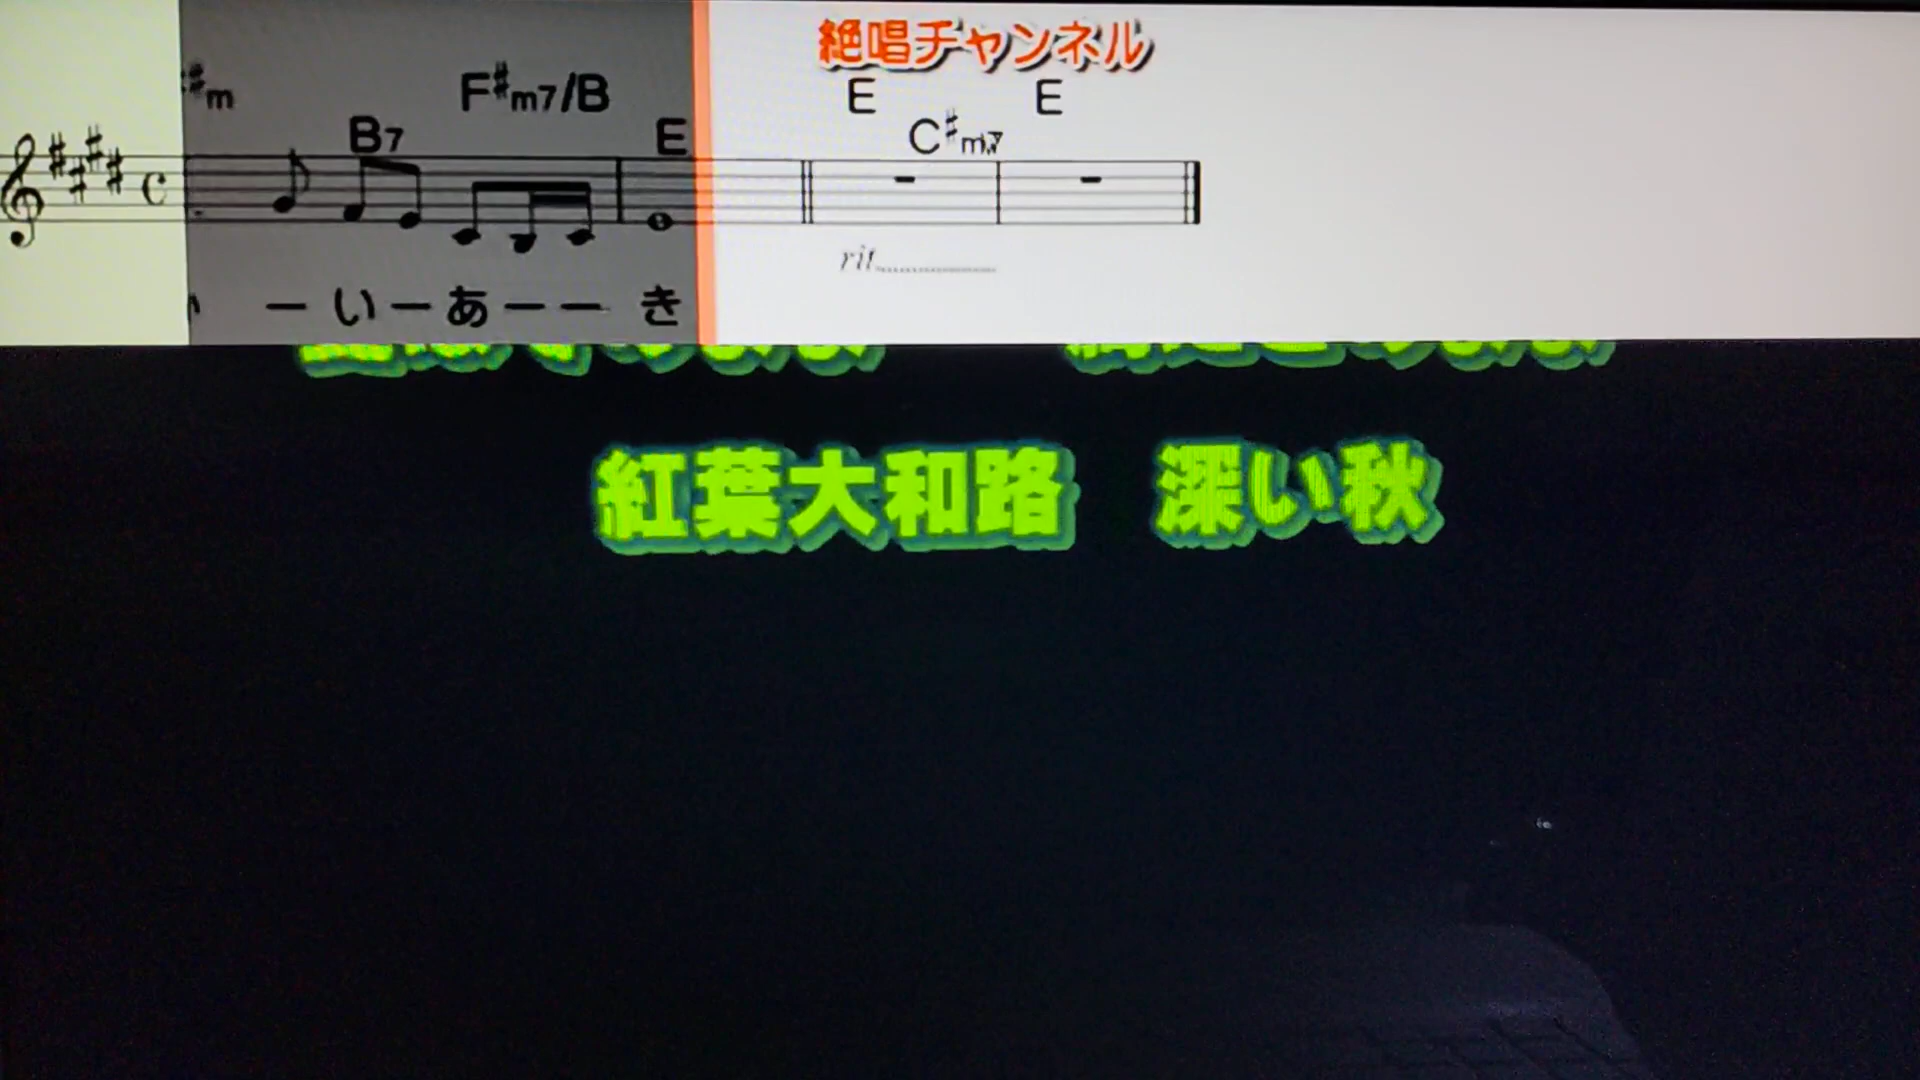 絶唱チャンネル
#m F#m7/B E E
B7 E C#m7
rit.
ーいーあーーき
紅葉大和路 深い秋